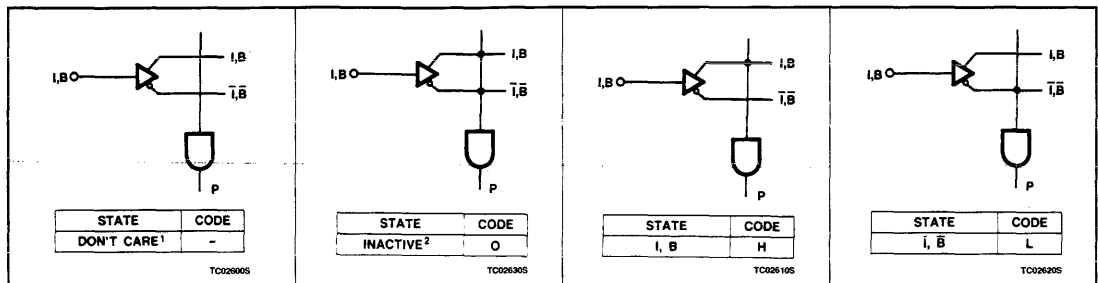 I,B
I,B
I̅,B̅
P
STATE CODE
DON'T CARE¹ –
TC02600S
I,B
I,B
I̅,B̅
P
STATE CODE
INACTIVE² O
TC02630S
I,B
I,B
I̅,B̅
P
STATE CODE
I, B H
TC02610S
I,B
I,B
I̅,B̅
P
STATE CODE
I̅, B̅ L
TC02620S